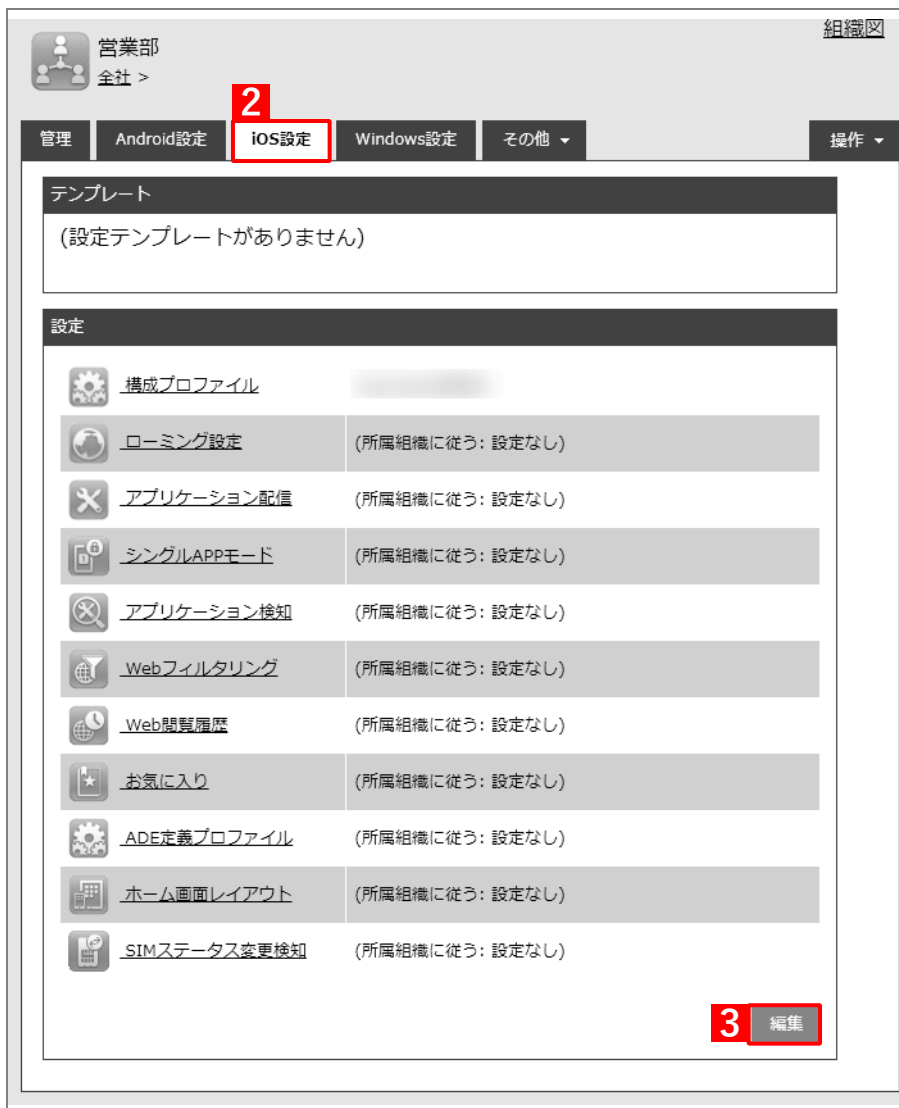 組織図
営業部
全社 >
2
管理 Android設定 iOS設定 Windows設定 その他 操作
テンプレート
(設定テンプレートがありません)
設定
構成プロファイル
ローミング設定 (所属組織に従う: 設定なし)
アプリケーション配信 (所属組織に従う: 設定なし)
シングルAPPモード (所属組織に従う: 設定なし)
アプリケーション検知 (所属組織に従う: 設定なし)
Webフィルタリング (所属組織に従う: 設定なし)
Web閲覧履歴 (所属組織に従う: 設定なし)
お気に入り (所属組織に従う: 設定なし)
ADE定義プロファイル (所属組織に従う: 設定なし)
ホーム画面レイアウト (所属組織に従う: 設定なし)
SIMステータス変更検知 (所属組織に従う: 設定なし)
3 編集